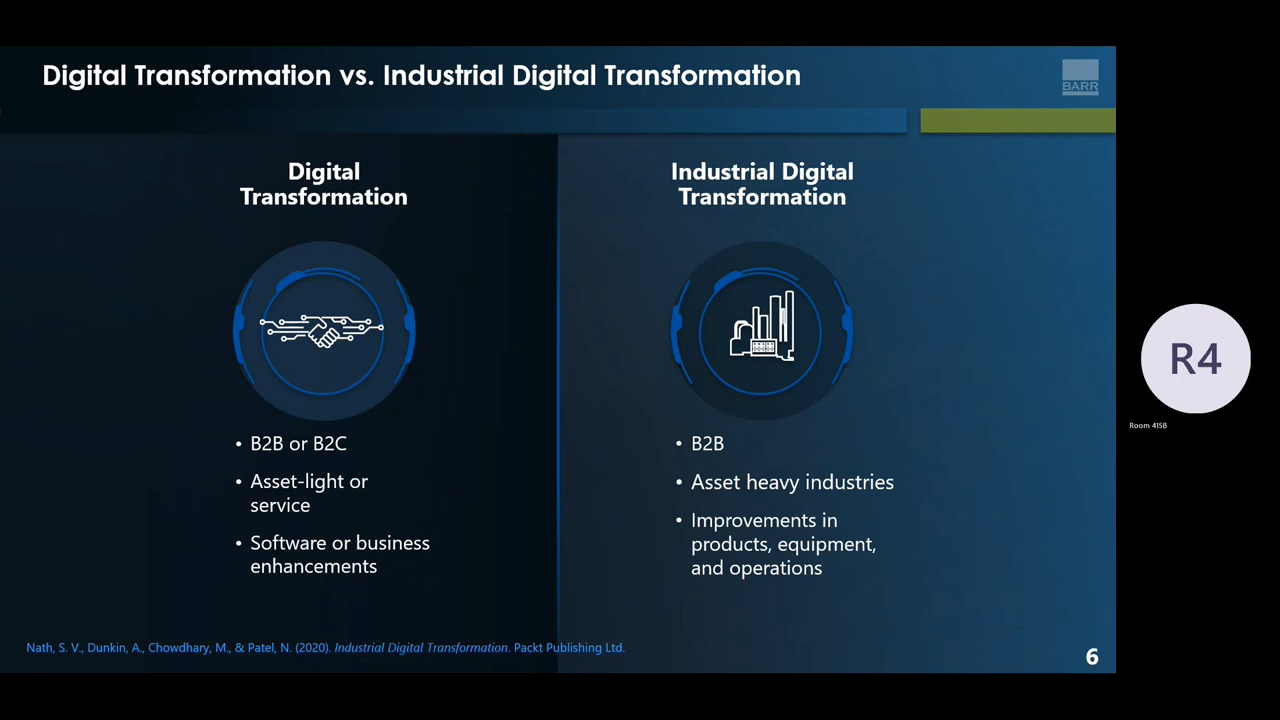 Digital Transformation vs. Industrial Digital Transformation
BARR
Digital
Transformation
• B2B or B2C
• Asset-light or
service
• Software or business
enhancements
Industrial Digital
Transformation
• B2B
• Asset heavy industries
• Improvements in
products, equipment,
and operations
Nath, S. V., Dunkin, A., Chowdhary, M., & Patel, N. (2020). Industrial Digital Transformation. Packt Publishing Ltd.
6
R4
Room 415B